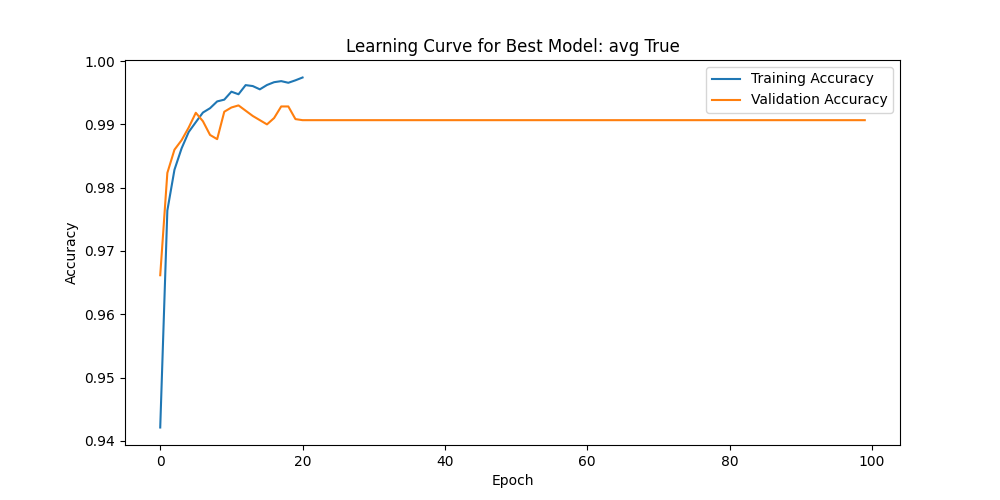 Learning Curve for Best Model: avg True
Training Accuracy
Validation Accuracy
Accuracy
1.00
0.99
0.98
0.97
0.96
0.95
0.94
0 20 40 60 80 100
Epoch